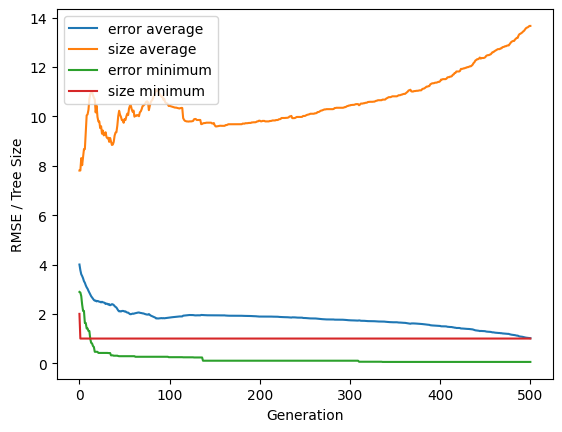 error average
size average
error minimum
size minimum
14
12
10
8
6
4
2
0
RMSE / Tree Size
0 100 200 300 400 500
Generation